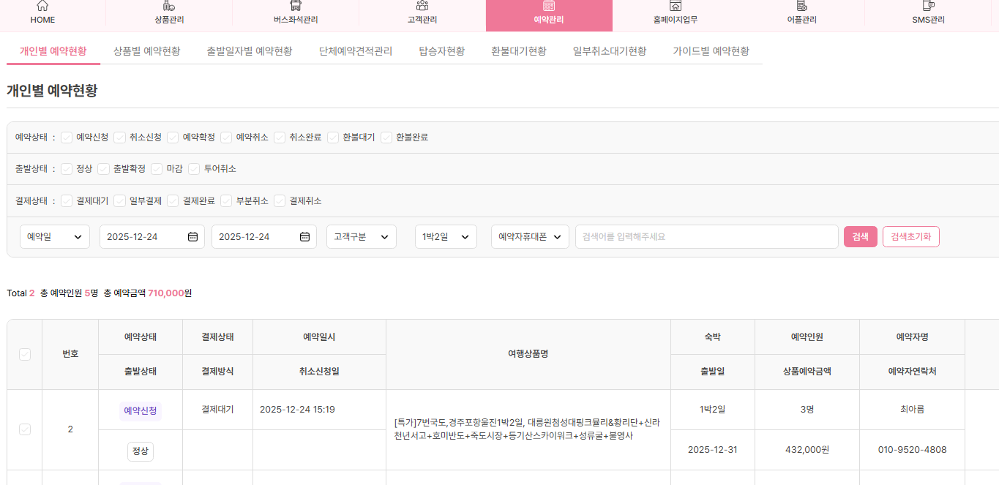 HOME 상품관리 버스좌석관리 고객관리 예약관리 홈페이지업무 어플관리 SMS관리
개인별 예약현황 상품별 예약현황 출발일자별 예약현황 단체예약견적관리 탑승자현황 환불대기현황 일부취소대기현황 가이드별 예약현황
개인별 예약현황
예약상태 : 예약신청 취소신청 예약확정 예약취소 취소완료 환불대기 환불완료
출발상태 : 정상 출발확정 마감 투어취소
결제상태 : 결제대기 일부결제 결제완료 부분취소 결제취소
예약일 2025-12-24 2025-12-24 고객구분 1박2일 예약자휴대폰 검색어를 입력해주세요 검색 검색초기화
Total 2 총 예약인원 5명 총 예약금액 710,000원
번호 예약상태 결제상태 예약일시 여행상품명 숙박 예약인원 예약자명
출발상태 결제방식 취소신청일 출발일 상품예약금액 예약자연락처
2 예약신청 결제대기 2025-12-24 15:19 1박2일 3명 최아름
[특가]7번국도,경주포항울진1박2일, 대릉원첨성대핑크뮬리&황리단+신라
천년서고+호미반도+죽도시장+등기산스카이워크+성류굴+불영사
정상 2025-12-31 432,000원 010-9520-4808